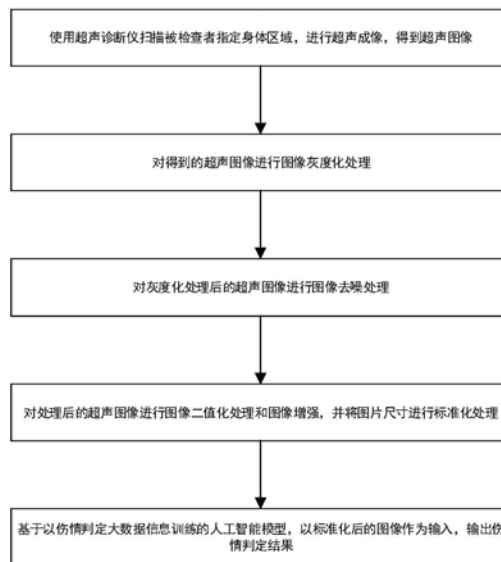 使用超声诊断仪扫描被检查者指定身体区域，进行超声成像，得到超声图像
对得到的超声图像进行图像灰度化处理
对灰度化处理后的超声图像进行图像去噪处理
对处理后的超声图像进行图像二值化处理和图像增强，并将图片尺寸进行标准化处理
基于以伤情判定大数据信息训练的人工智能模型，以标准化后的图像作为输入，输出伤
情判定结果